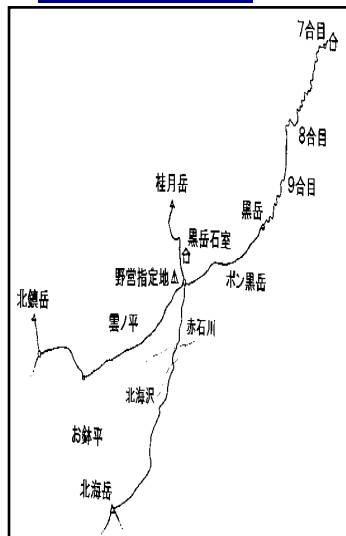 7合目
8合目
9合目
桂月岳
黒岳
黒岳石室
野営指定地
ポン黒岳
北鎮岳
雲ノ平
赤石川
北海沢
お鉢平
北海岳